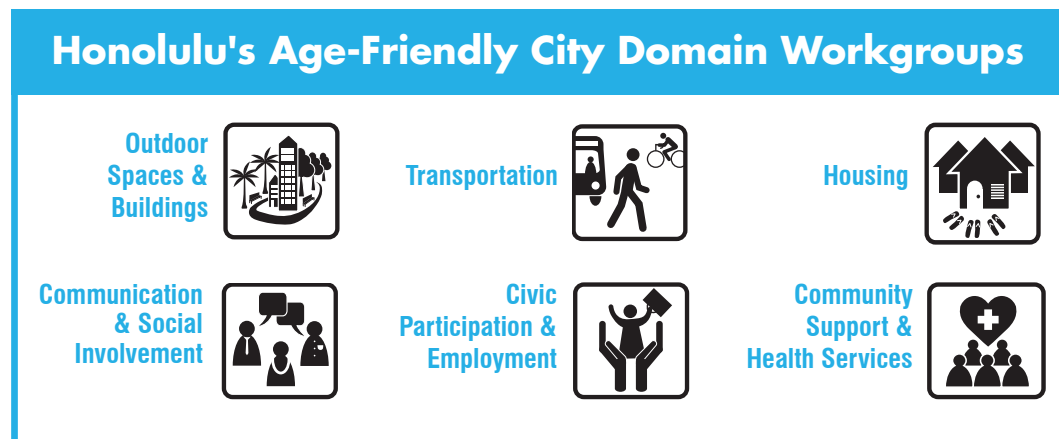 Honolulu's Age-Friendly City Domain Workgroups
Outdoor
Spaces &
Buildings
Transportation
Housing
Communication
& Social
Involvement
Civic
Participation &
Employment
Community
Support &
Health Services